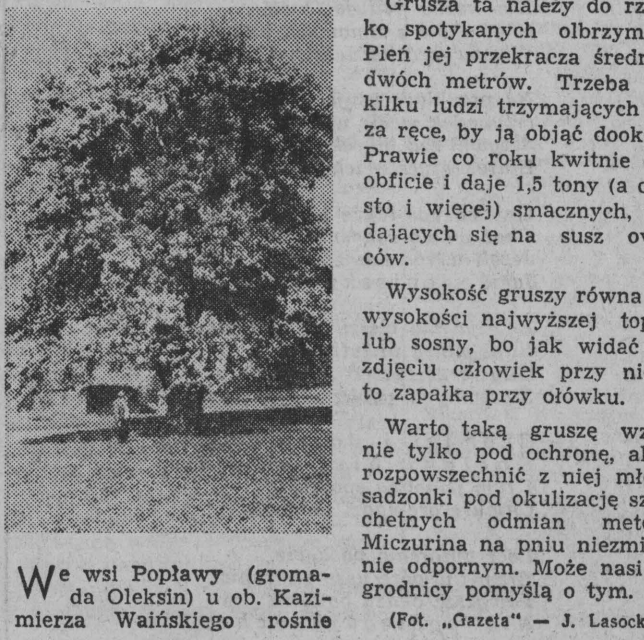 We wsi Popławy (groma-
da Oleksin) u ob. Kazi-
mierza Waińskiego rośnie
Grusza ta należy do rz
ko spotykanych olbrzym
Pień jej przekracza średn
dwóch metrów. Trzeba
kilku ludzi trzymających
za ręce, by ją objąć dook
Prawie co roku kwitnie
obficie i daje 1,5 tony (a c
sto i więcej) smacznych,
dających się na susz ow
ców.
Wysokość gruszy równa
wysokości najwyższej top
lub sosny, bo jak widać
zdjęciu człowiek przy ni
to zapałka przy ołówku.
Warto taką gruszę wz
nie tylko pod ochronę, al
rozpowszechnić z niej mł
sadzonki pod okulizację sz
chetnych odmian meto
Miczurina na pniu niezmi
nie odpornym. Może nasi
grodnicy pomyślą o tym.
(Fot. „Gazeta" — J. Lasock